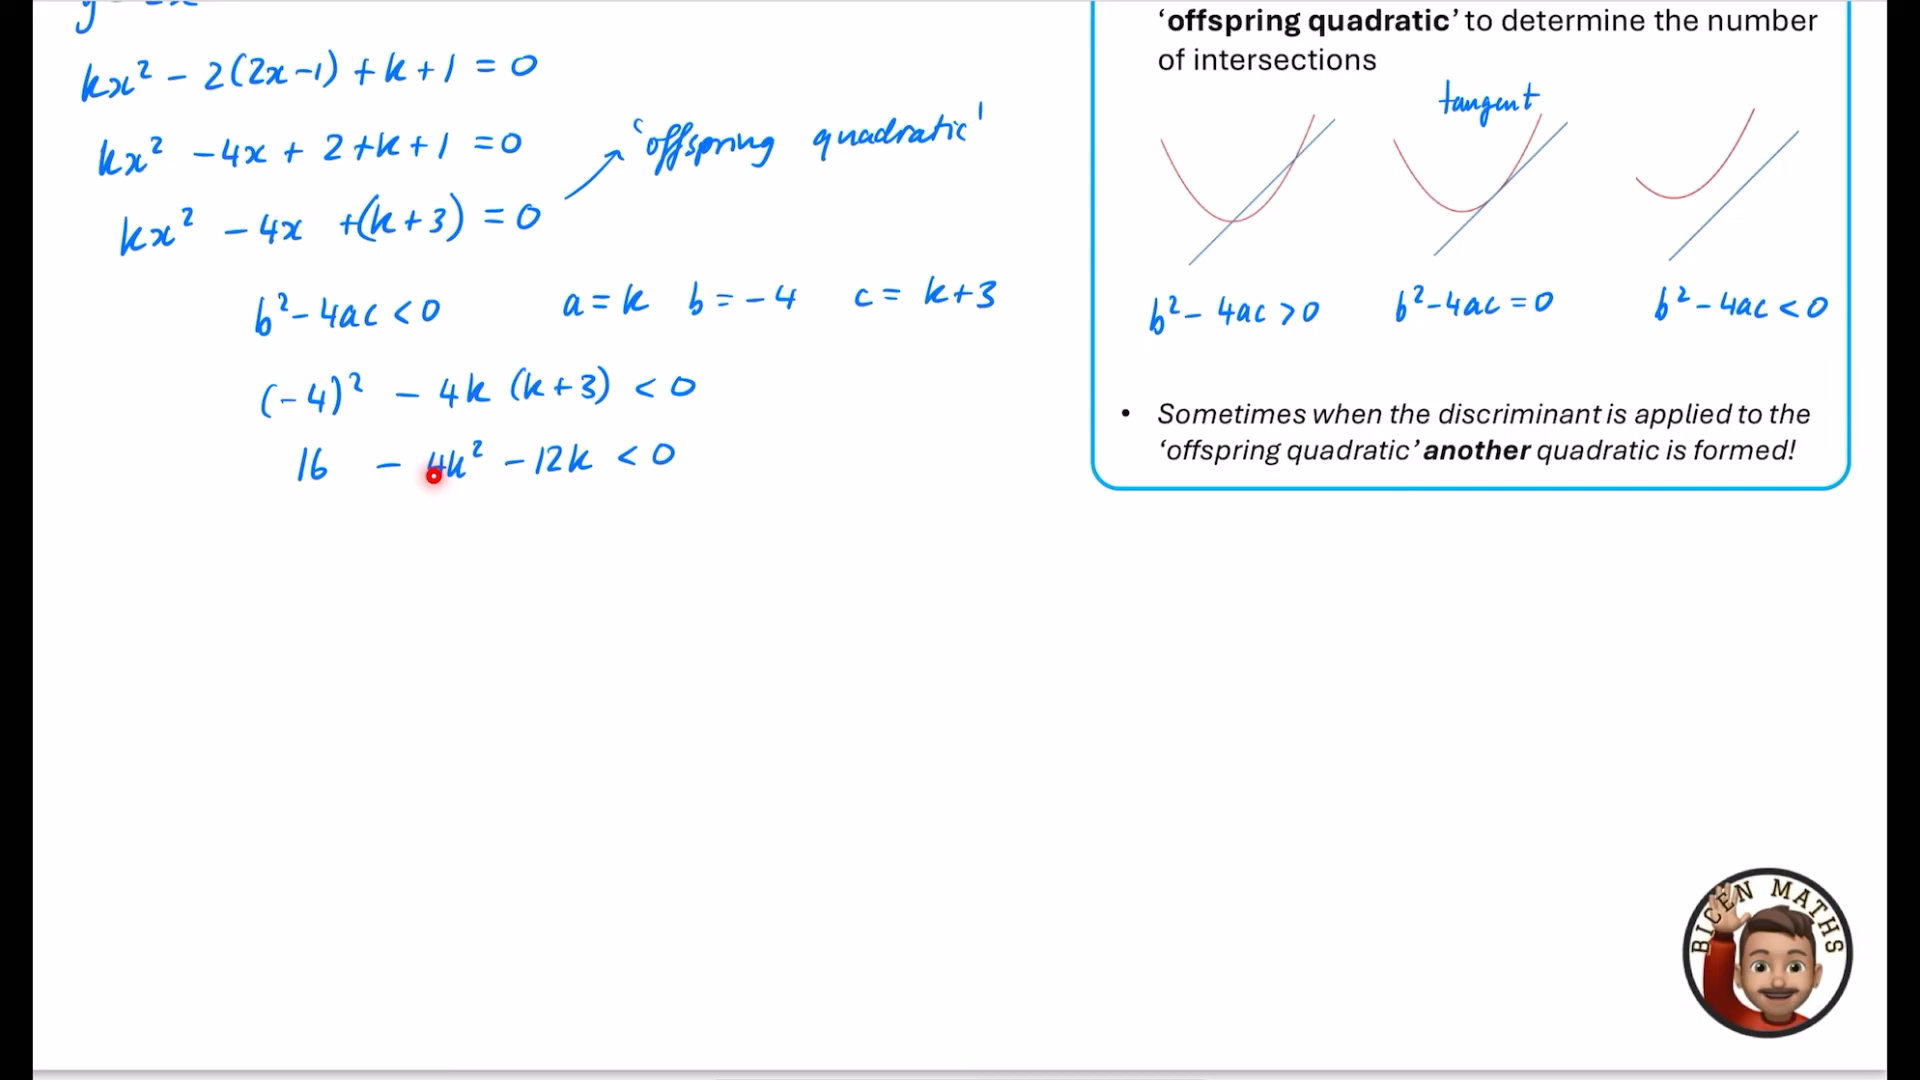 kx² - 2(2x-1) + k+1 = 0
kx² - 4x + 2+k+1 = 0
'offspring quadratic'
kx² - 4x +(k+3) = 0
b²- 4ac < 0 a = k b = -4 c = k+3
(-4)² - 4k (k+3) < 0
16 - 4k² - 12k < 0
'offspring quadratic' to determine the number
of intersections
tangent
b²- 4ac > 0 b²-4ac = 0 b²- 4ac < 0
• Sometimes when the discriminant is applied to the
'offspring quadratic' another quadratic is formed!
BICEN MATHS